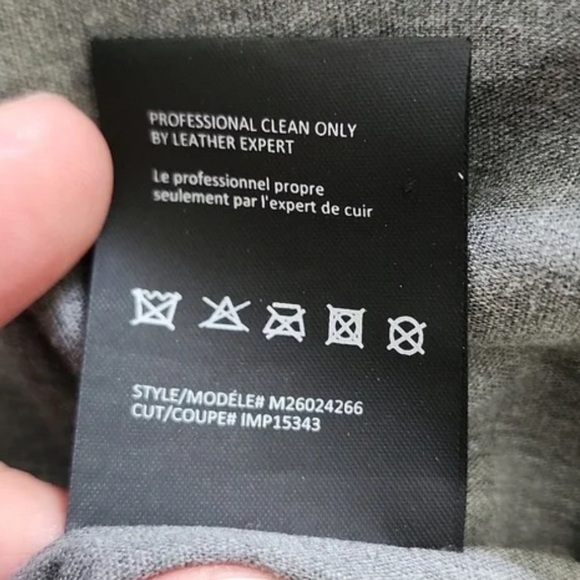 PROFESSIONAL CLEAN ONLY
BY LEATHER EXPERT
Le professionnel propre
seulement par l'expert de cuir
STYLE/MODÉLE# M26024266
CUT/COUPE# IMP15343